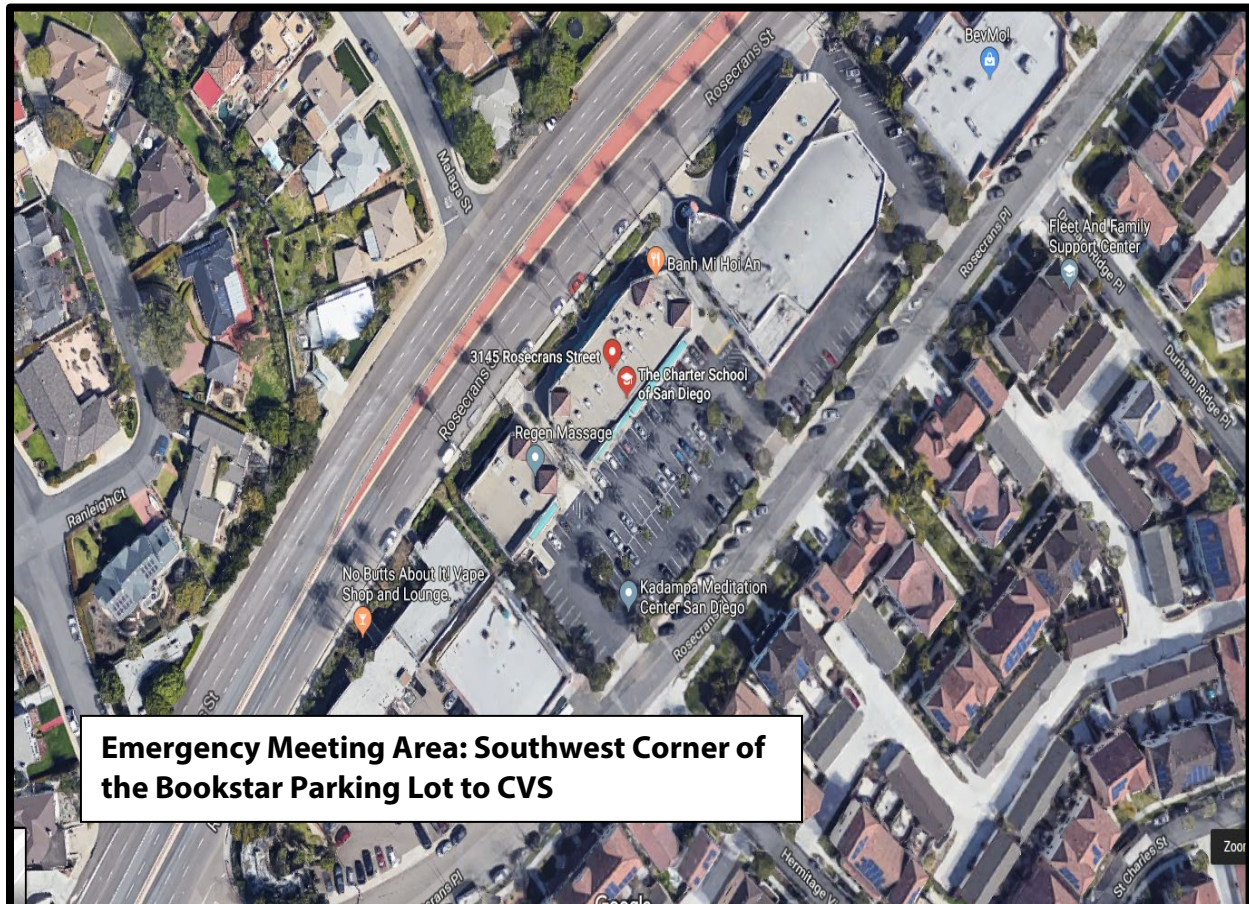 BevMo!
Rosecrans St
Malaga St
Rosecrans Pl
Fleet And Family
Support Center
Durham Ridge Pl
Banh Mi Hoi An
3145 Rosecrans Street
The Charter School
of San Diego
Rosecrans St
Regen Massage
Ranleigh Ct
No Butts About It! Vape
Shop and Lounge.
Kadampa Meditation
Center San Diego
Rosecrans Pl
Emergency Meeting Area: Southwest Corner of
the Bookstar Parking Lot to CVS
St Charles St
Google